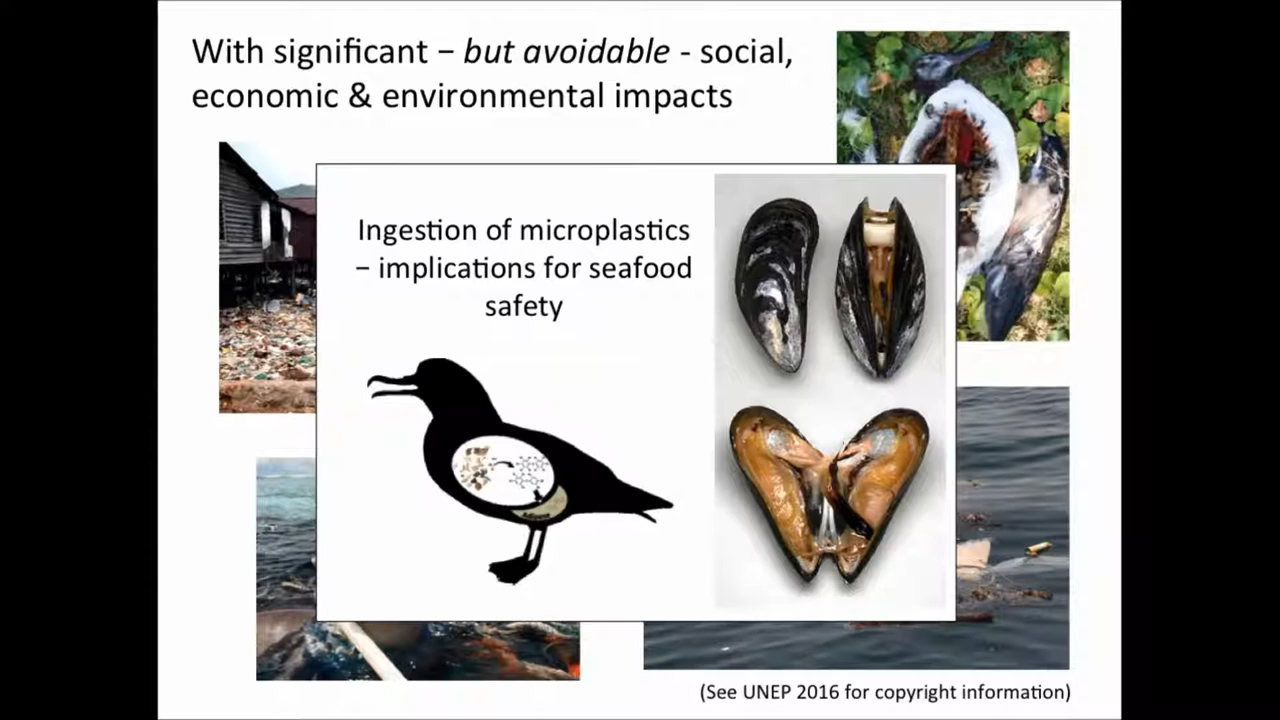 With significant – but avoidable - social,
economic & environmental impacts
Ingestion of microplastics
– implications for seafood
safety
(See UNEP 2016 for copyright information)